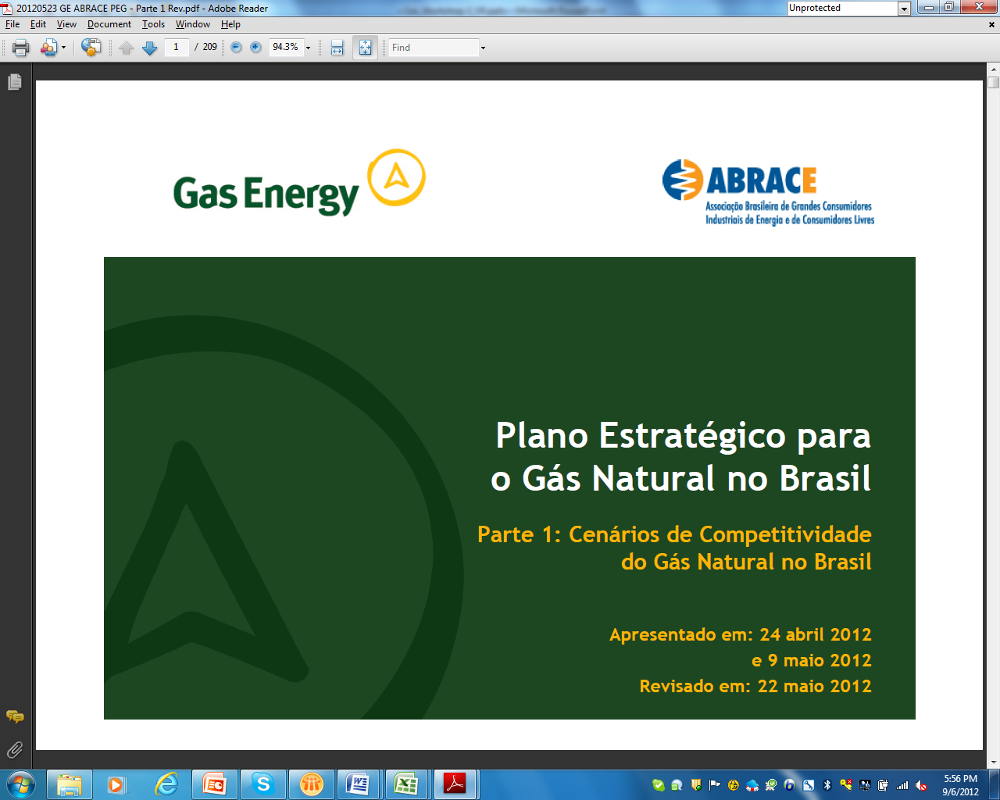 20120523 GE ABRACE PEG - Parte 1 Rev.pdf - Adobe Reader
Unprotected
File Edit View Document Tools Window Help
1 / 209 94.3% Find
Gas Energy
ABRACE
Associação Brasileira de Grandes Consumidores
Industriais de Energia e de Consumidores Livres
Plano Estratégico para
o Gás Natural no Brasil
Parte 1: Cenários de Competitividade
do Gás Natural no Brasil
Apresentado em: 24 abril 2012
e 9 maio 2012
Revisado em: 22 maio 2012
5:56 PM
9/6/2012